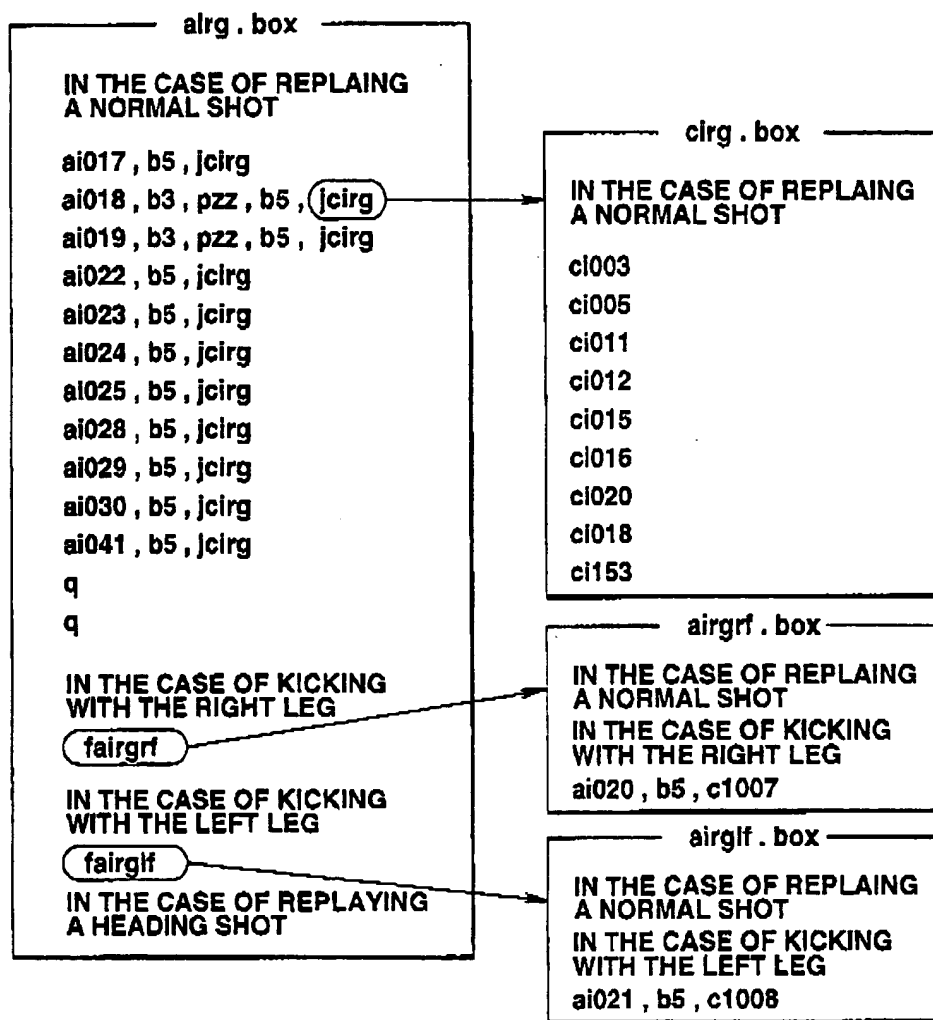 airg . box
IN THE CASE OF REPLAING
A NORMAL SHOT
ai017 , b5 , jcirg
ai018 , b3 , pzz , b5 , jcirg
ai019 , b3 , pzz , b5 , jcirg
ai022 , b5 , jcirg
ai023 , b5 , jcirg
ai024 , b5 , jcirg
ai025 , b5 , jcirg
ai028 , b5 , jcirg
ai029 , b5 , jcirg
ai030 , b5 , jcirg
ai041 , b5 , jcirg
q
q
IN THE CASE OF KICKING
WITH THE RIGHT LEG
fairgrf
IN THE CASE OF KICKING
WITH THE LEFT LEG
fairglf
IN THE CASE OF REPLAYING
A HEADING SHOT
cirg . box
IN THE CASE OF REPLAING
A NORMAL SHOT
ci003
ci005
ci011
ci012
ci015
ci016
ci020
ci018
ci153
airgrf . box
IN THE CASE OF REPLAING
A NORMAL SHOT
IN THE CASE OF KICKING
WITH THE RIGHT LEG
ai020 , b5 , c1007
airglf . box
IN THE CASE OF REPLAING
A NORMAL SHOT
IN THE CASE OF KICKING
WITH THE LEFT LEG
ai021 , b5 , c1008